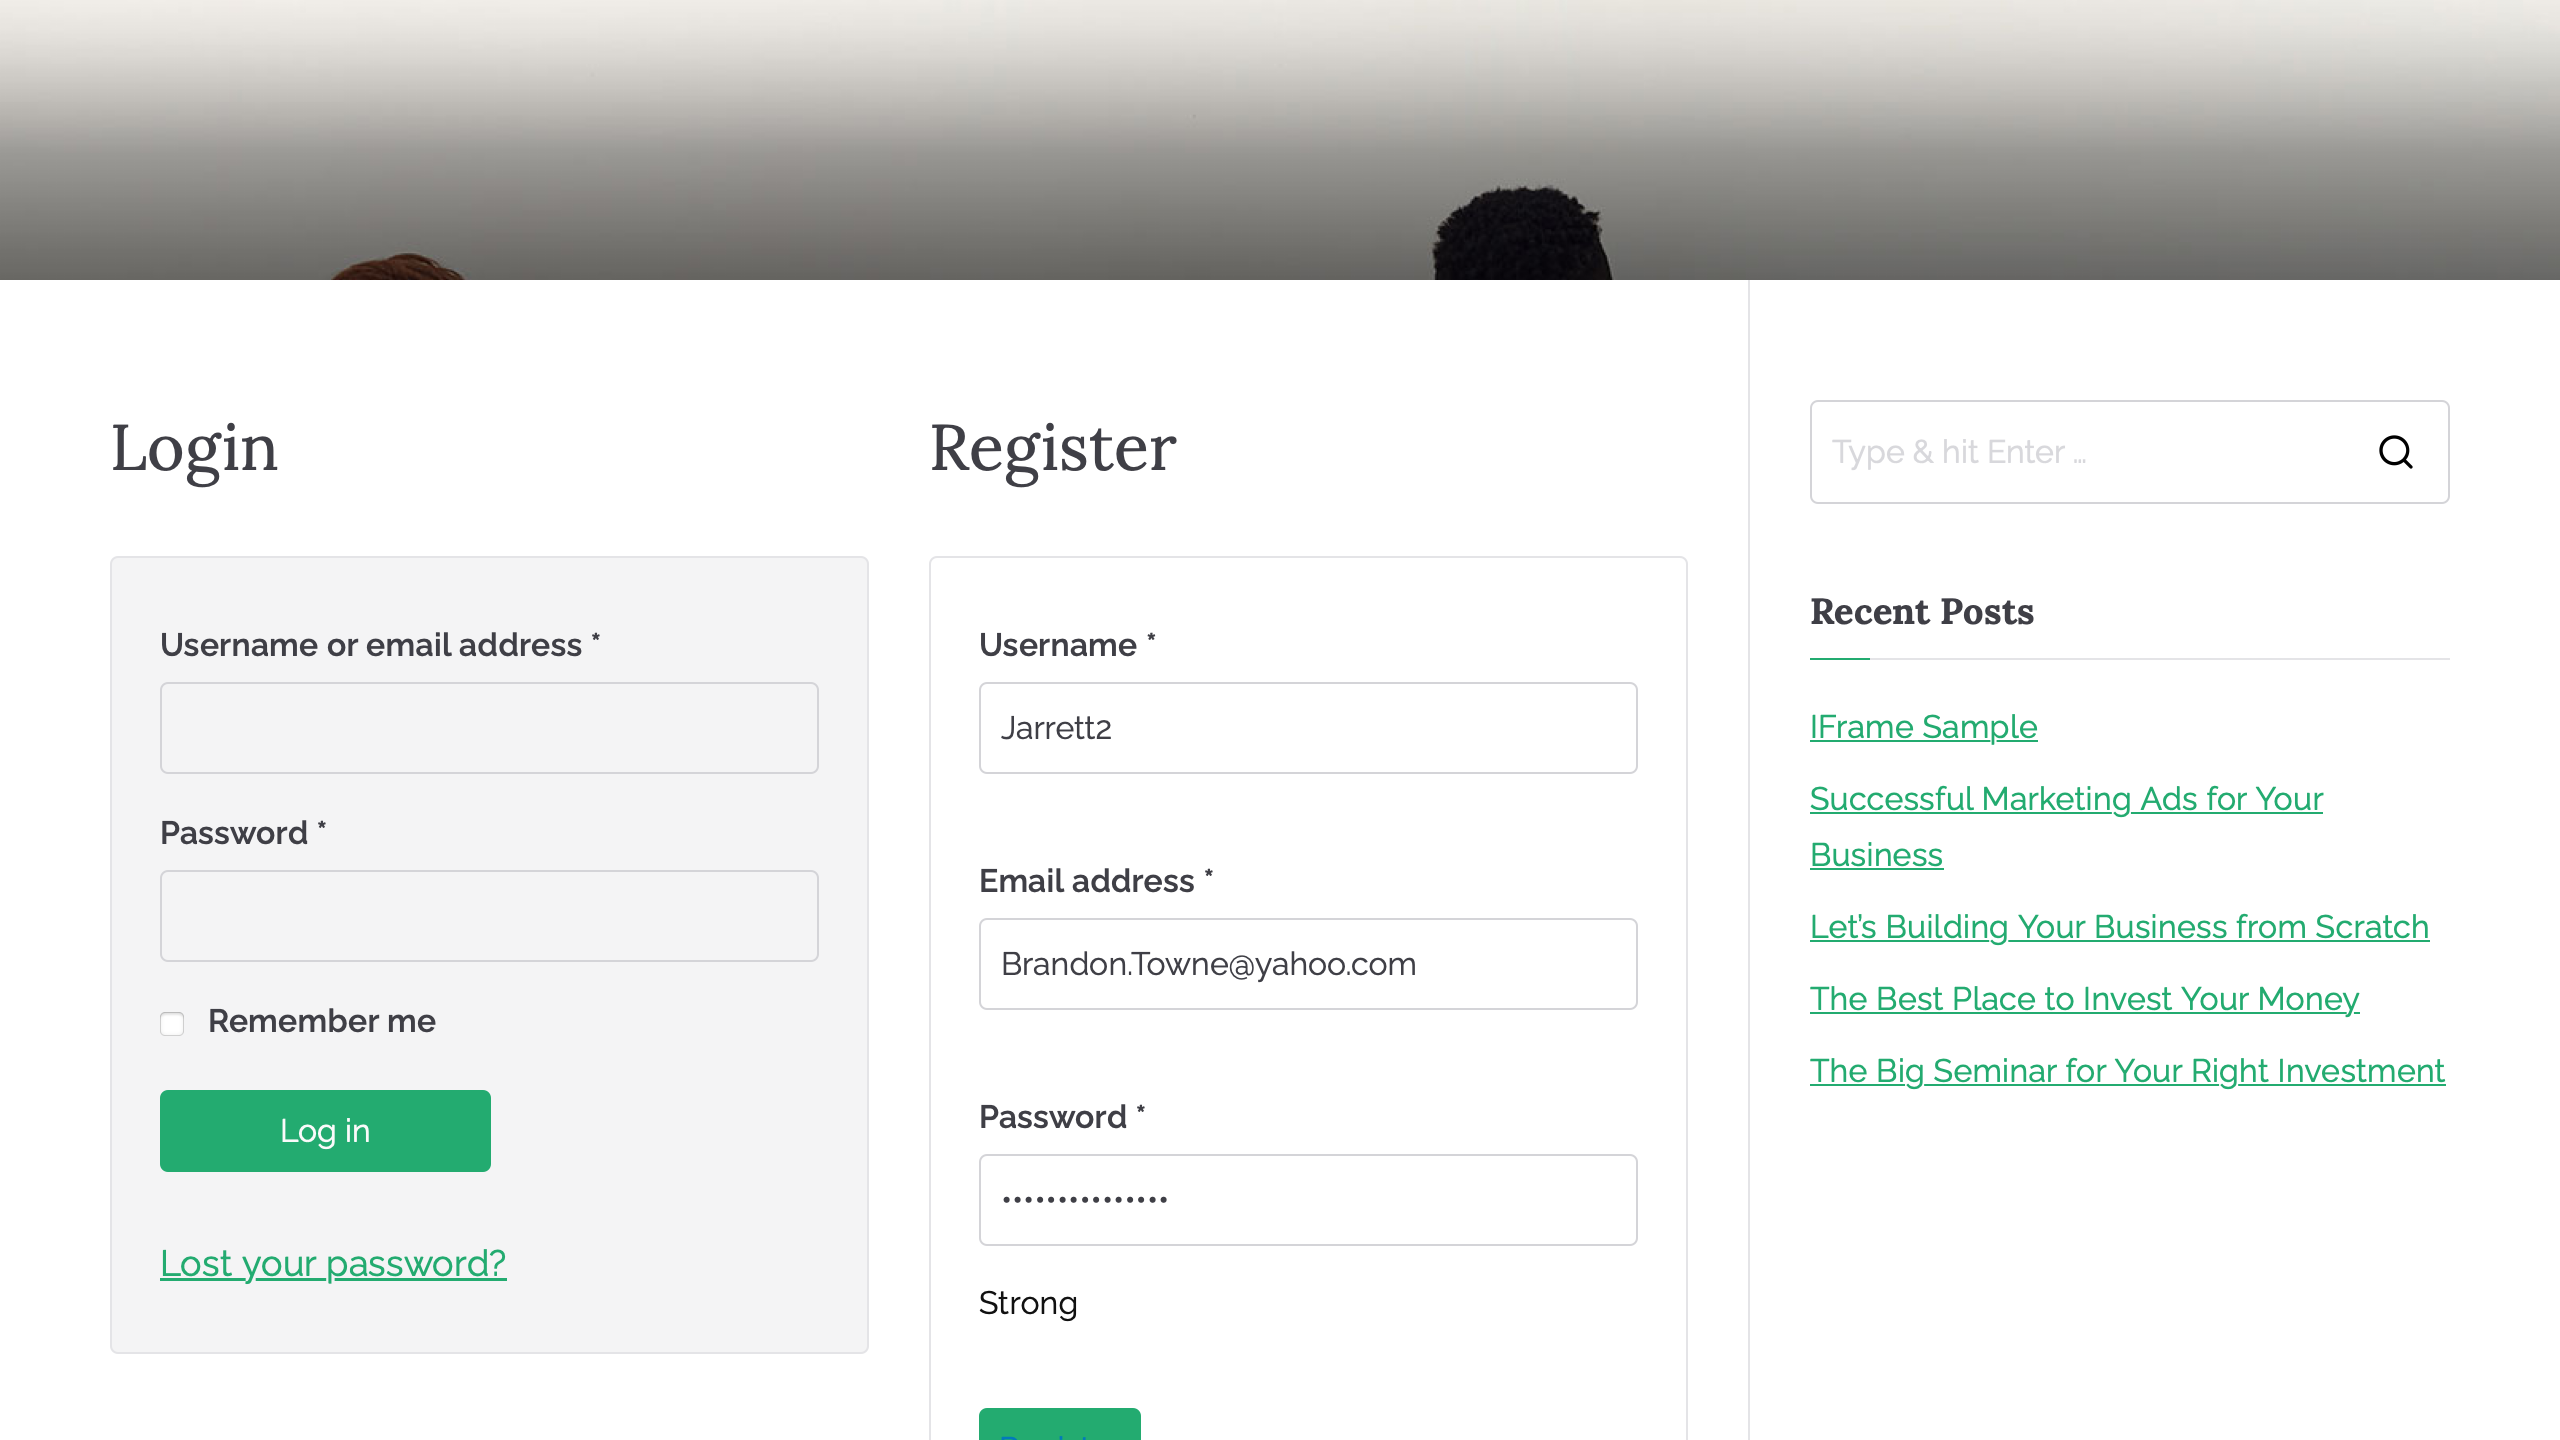 Login
Username or email address *
Password *
Remember me
Log in
Lost your password?
Register
Username *
Jarrett2
Email address *
Brandon.Towne@yahoo.com
Password *
•••••••••••••••
Strong
Type & hit Enter …
Recent Posts
IFrame Sample
Successful Marketing Ads for Your
Business
Let’s Building Your Business from Scratch
The Best Place to Invest Your Money
The Big Seminar for Your Right Investment